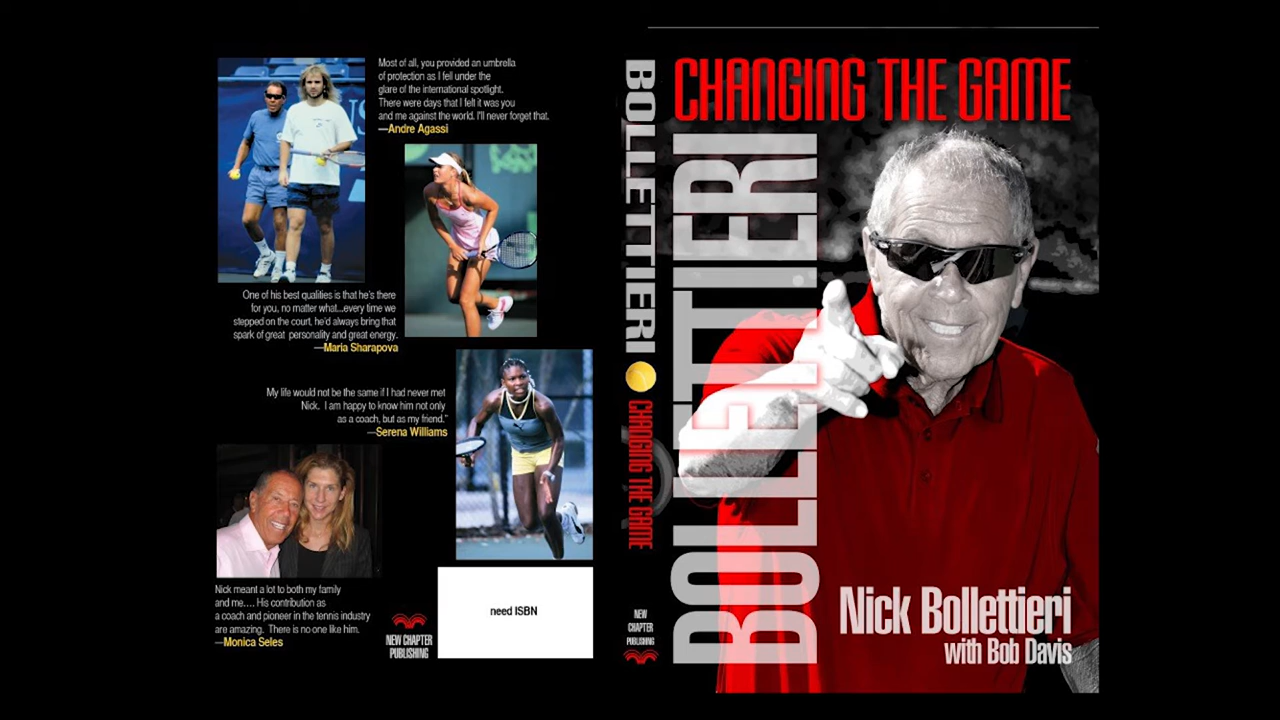 Most of all, you provided an umbrella
of protection as I fell under the
glare of the international spotlight.
There were days that I felt it was you
and me against the world. I'll never forget that.
—Andre Agassi
One of his best qualities is that he's there
for you, no matter what...every time we
stepped on the court, he'd always bring that
spark of great personality and great energy.
—Maria Sharapova
My life would not be the same if I had never met
Nick. I am happy to know him not only
as a coach, but as my friend."
—Serena Williams
Nick meant a lot to both my family
and me.... His contribution as
a coach and pioneer in the tennis industry
are amazing. There is no one like him.
—Monica Seles
NEW CHAPTER
PUBLISHING
need ISBN
BOLLETTIERI
CHANGING THE GAME
NEW
CHAPTER
PUBLISHING
CHANGING THE GAME
BOLLETTIERI
Nick Bollettieri
with Bob Davis